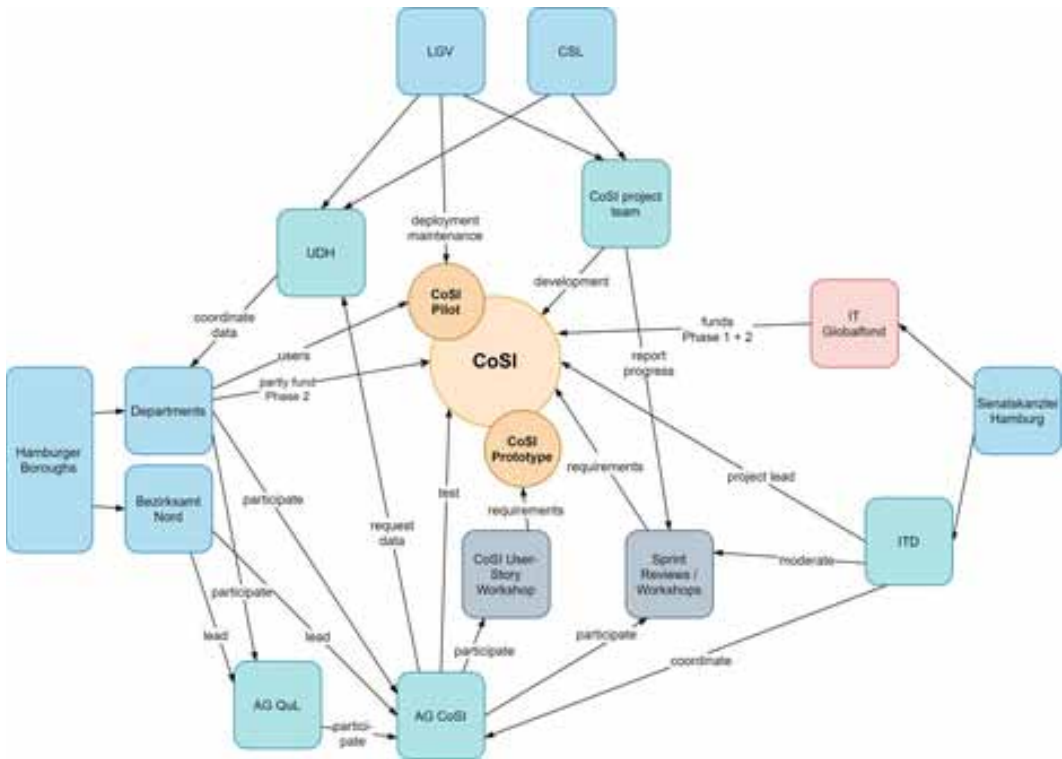 LGV
CSL
CoSI project
team
UDH
deployment
maintenance
CoSI
Pilot
development
coordinate
data
users
CoSI
funds
Phase 1 + 2
IT
Globalfond
report
progress
partly fund
Phase 2
Departments
Senatskanzlei
Hamburg
Hamburger
Boroughs
CoSI
Prototype
requirements
project lead
Bezirksamt
Nord
participate
test
requirements
request
data
CoSI User-
Story
Workshop
Sprint
Reviews /
Workshops
moderate
ITD
participate
lead
lead
participate
participate
coordinate
AG QuL
partici-
pate
AG CoSI